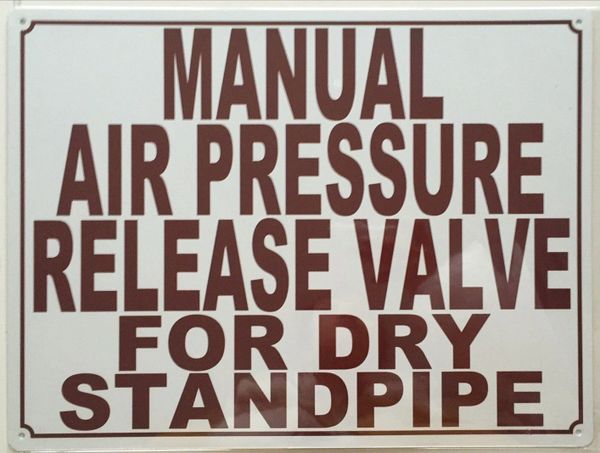 MANUAL
AIR PRESSURE
RELEASE VALVE
FOR DRY
STANDPIPE